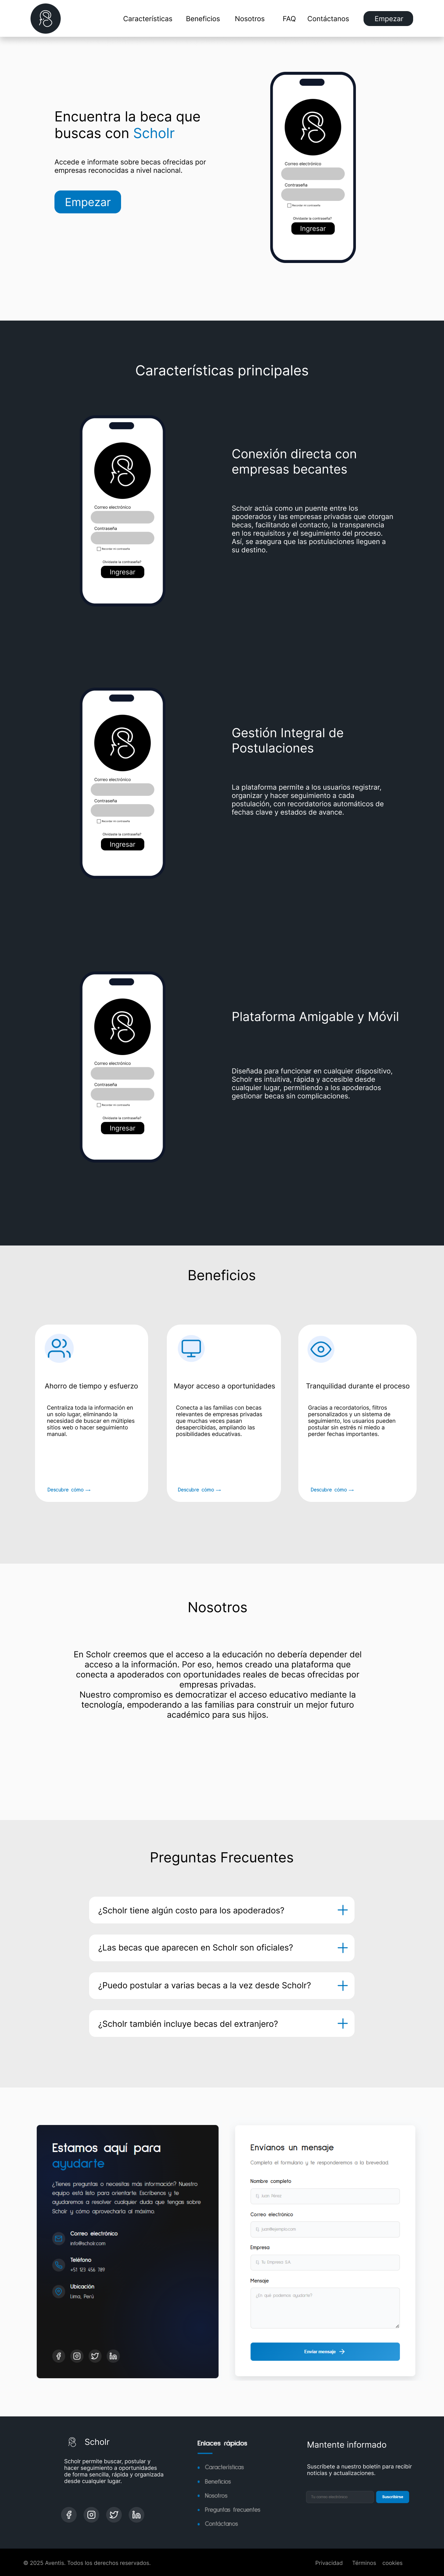 Características Beneficios Nosotros FAQ Contáctanos Empezar
Encuentra la beca que
buscas con Scholr
Accede e informate sobre becas ofrecidas por
empresas reconocidas a nivel nacional.
Empezar
Correo electrónico
Contraseña
Recordar mi contraseña
Olvidaste la contraseña?
Ingresar
Características principales
Correo electrónico
Contraseña
Recordar mi contraseña
Olvidaste la contraseña?
Ingresar
Conexión directa con
empresas becantes
Scholr actúa como un puente entre los
apoderados y las empresas privadas que otorgan
becas, facilitando el contacto, la transparencia
en los requisitos y el seguimiento del proceso.
Así, se asegura que las postulaciones lleguen a
su destino.
Correo electrónico
Contraseña
Recordar mi contraseña
Olvidaste la contraseña?
Ingresar
Gestión Integral de
Postulaciones
La plataforma permite a los usuarios registrar,
organizar y hacer seguimiento a cada
postulación, con recordatorios automáticos de
fechas clave y estados de avance.
Correo electrónico
Contraseña
Recordar mi contraseña
Olvidaste la contraseña?
Ingresar
Plataforma Amigable y Móvil
Diseñada para funcionar en cualquier dispositivo,
Scholr es intuitiva, rápida y accesible desde
cualquier lugar, permitiendo a los apoderados
gestionar becas sin complicaciones.
Beneficios
Ahorro de tiempo y esfuerzo
Centraliza toda la información en
un solo lugar, eliminando la
necesidad de buscar en múltiples
sitios web o hacer seguimiento
manual.
Descubre como →
Mayor acceso a oportunidades
Conecta a las familias con becas
relevantes de empresas privadas
que muchas veces pasan
desapercibidas, ampliando las
posibilidades educativas.
Descubre como →
Tranquilidad durante el proceso
Gracias a recordatorios, filtros
personalizados y un sistema de
seguimiento, los usuarios pueden
postular sin estrés ni miedo a
perder fechas importantes.
Descubre como →
Nosotros
En Scholr creemos que el acceso a la educación no debería depender del
acceso a la información. Por eso, hemos creado una plataforma que
conecta a apoderados con oportunidades reales de becas ofrecidas por
empresas privadas.
Nuestro compromiso es democratizar el acceso educativo mediante la
tecnología, empoderando a las familias para construir un mejor futuro
académico para sus hijos.
Preguntas Frecuentes
¿Scholr tiene algún costo para los apoderados?
¿Las becas que aparecen en Scholr son oficiales?
¿Puedo postular a varias becas a la vez desde Scholr?
¿Scholr también incluye becas del extranjero?
Estamos aquí para
ayudarte
¿Tienes preguntas o necesitas más información? Nuestro
equipo está listo para orientarte. Escríbenos y te
ayudaremos a resolver cualquier duda que tengas sobre
Scholr y cómo aprovecharlo al máximo.
Correo electrónico
info@scholr.com
Teléfono
+51 123 456 789
Ubicación
Lima, Perú
Envíanos un mensaje
Completa el formulario y te responderemos a la brevedad.
Nombre completo
Ej. Juan Pérez
Correo electrónico
Ej. juan@ejemplo.com
Empresa
Ej. Tu Empresa S.A.
Mensaje
¿En qué podemos ayudarte?
Enviar mensaje →
Scholr
Scholr permite buscar, postular y
hacer seguimiento a oportunidades
de forma sencilla, rápida y organizada
desde cualquier lugar.
Enlaces rápidos
Características
Beneficios
Nosotros
Preguntas frecuentes
Contáctanos
Mantente informado
Suscríbete a nuestro boletín para recibir
noticias y actualizaciones.
Tu correo electrónico
Suscribirse
© 2025 Aventis. Todos los derechos reservados.
Privacidad Términos cookies